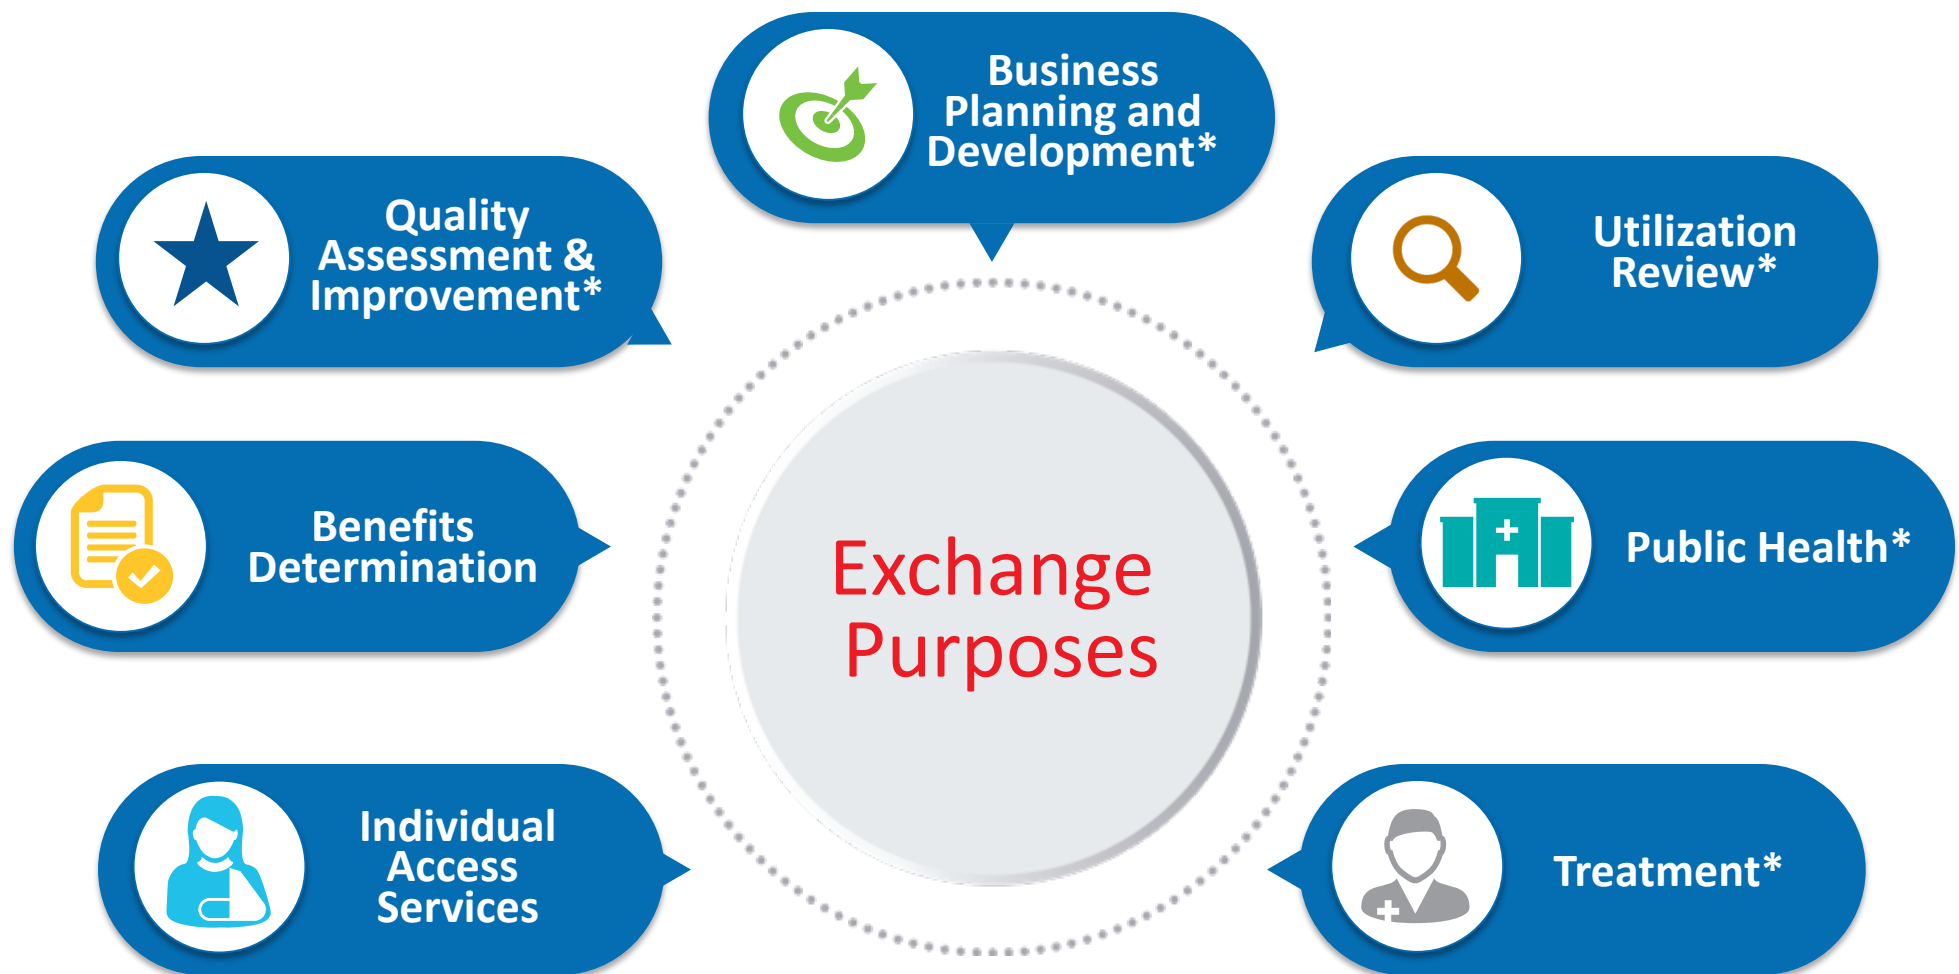 Business
Planning and
Development*
Quality
Assessment &
Improvement*
Utilization
Review*
Benefits
Determination
Exchange
Purposes
Public Health*
Individual
Access
Services
Treatment*